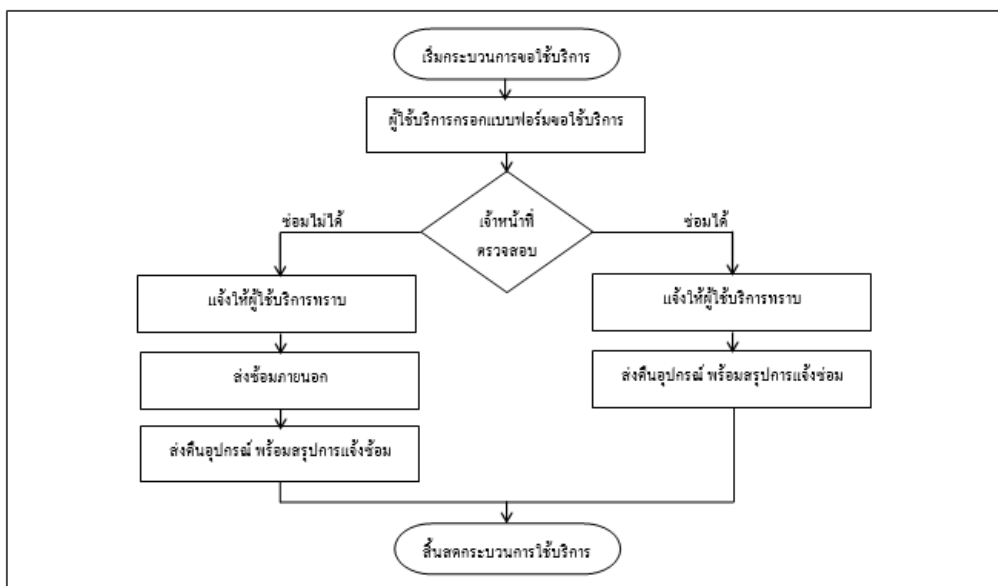 เริ่มกระบวนการขอใช้บริการ
ผู้ใช้บริการกรอกแบบฟอร์มขอใช้บริการ
เจ้าหน้าที่
ตรวจสอบ
ซ่อมไม่ได้
ซ่อมได้
แจ้งให้ผู้ใช้บริการทราบ
แจ้งให้ผู้ใช้บริการทราบ
ส่งซ้อมภายนอก
ส่งคืนอุปกรณ์ พร้อมสรุปการแจ้งซ่อม
ส่งคืนอุปกรณ์ พร้อมสรุปการแจ้งซ้อม
สิ้นสดกระบวนการใช้บริการ